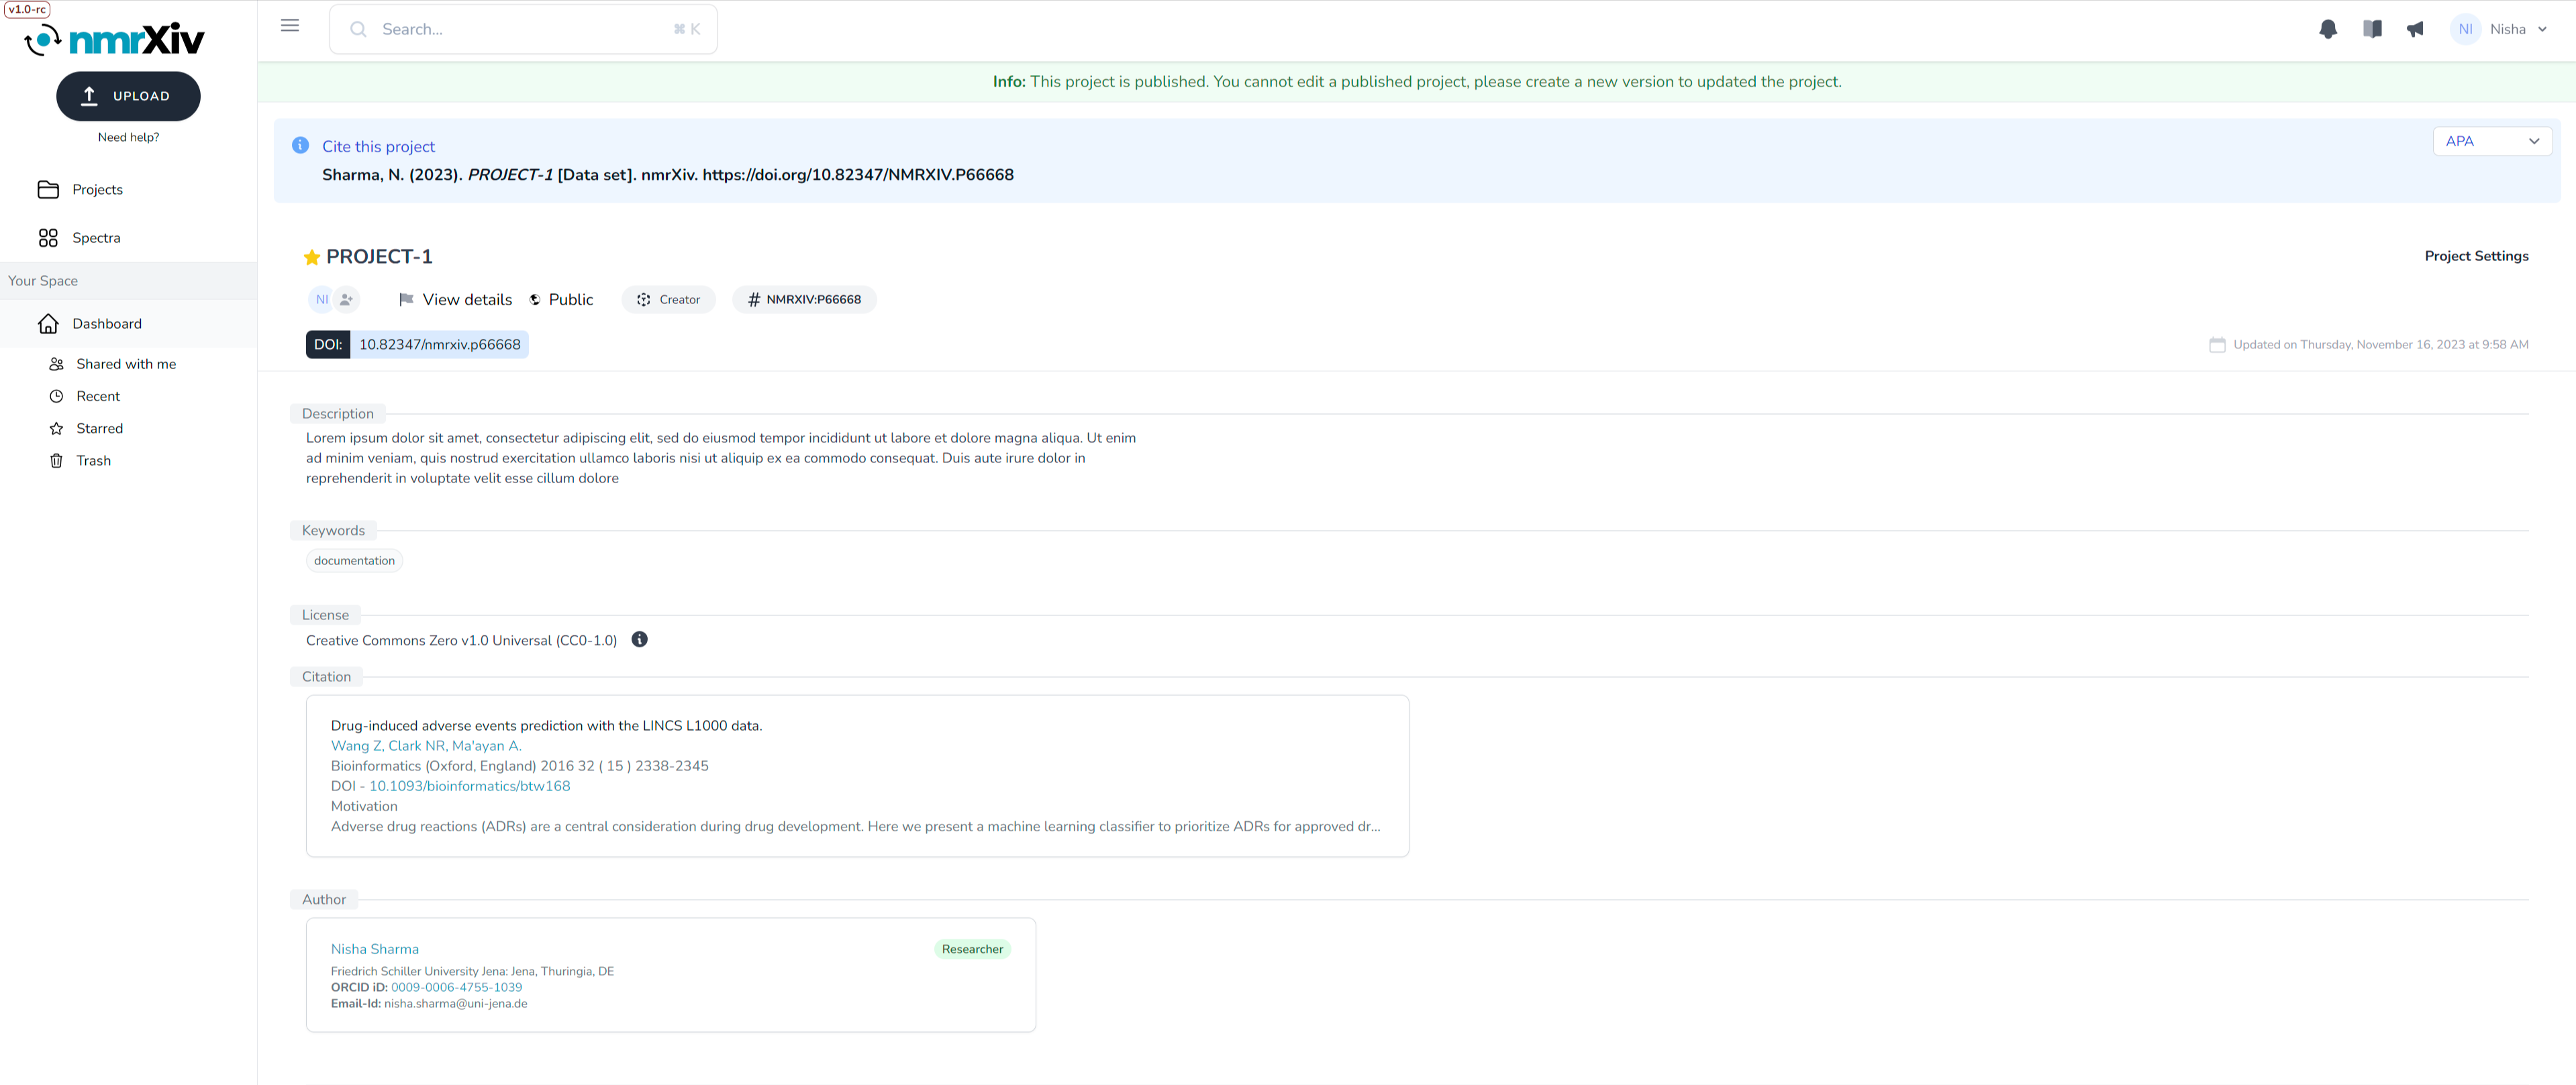 v1.0-rc
nmrXiv
UPLOAD
Need help?
Projects
Spectra
Your Space
Dashboard
Shared with me
Recent
Starred
Trash
Search...
⌘ K
NI Nisha
Info: This project is published. You cannot edit a published project, please create a new version to updated the project.
Cite this project
APA
Sharma, N. (2023). PROJECT-1 [Data set]. nmrXiv. https://doi.org/10.82347/NMRXIV.P66668
PROJECT-1
Project Settings
NI
View details
Public
Creator
# NMRXIV:P66668
DOI: 10.82347/nmrxiv.p66668
Updated on Thursday, November 16, 2023 at 9:58 AM
Description
Lorem ipsum dolor sit amet, consectetur adipiscing elit, sed do eiusmod tempor incididunt ut labore et dolore magna aliqua. Ut enim
ad minim veniam, quis nostrud exercitation ullamco laboris nisi ut aliquip ex ea commodo consequat. Duis aute irure dolor in
reprehenderit in voluptate velit esse cillum dolore
Keywords
documentation
License
Creative Commons Zero v1.0 Universal (CC0-1.0)
Citation
Drug-induced adverse events prediction with the LINCS L1000 data.
Wang Z, Clark NR, Ma'ayan A.
Bioinformatics (Oxford, England) 2016 32 ( 15 ) 2338-2345
DOI - 10.1093/bioinformatics/btw168
Motivation
Adverse drug reactions (ADRs) are a central consideration during drug development. Here we present a machine learning classifier to prioritize ADRs for approved dr...
Author
Nisha Sharma
Researcher
Friedrich Schiller University Jena: Jena, Thuringia, DE
ORCID iD: 0009-0006-4755-1039
Email-Id: nisha.sharma@uni-jena.de